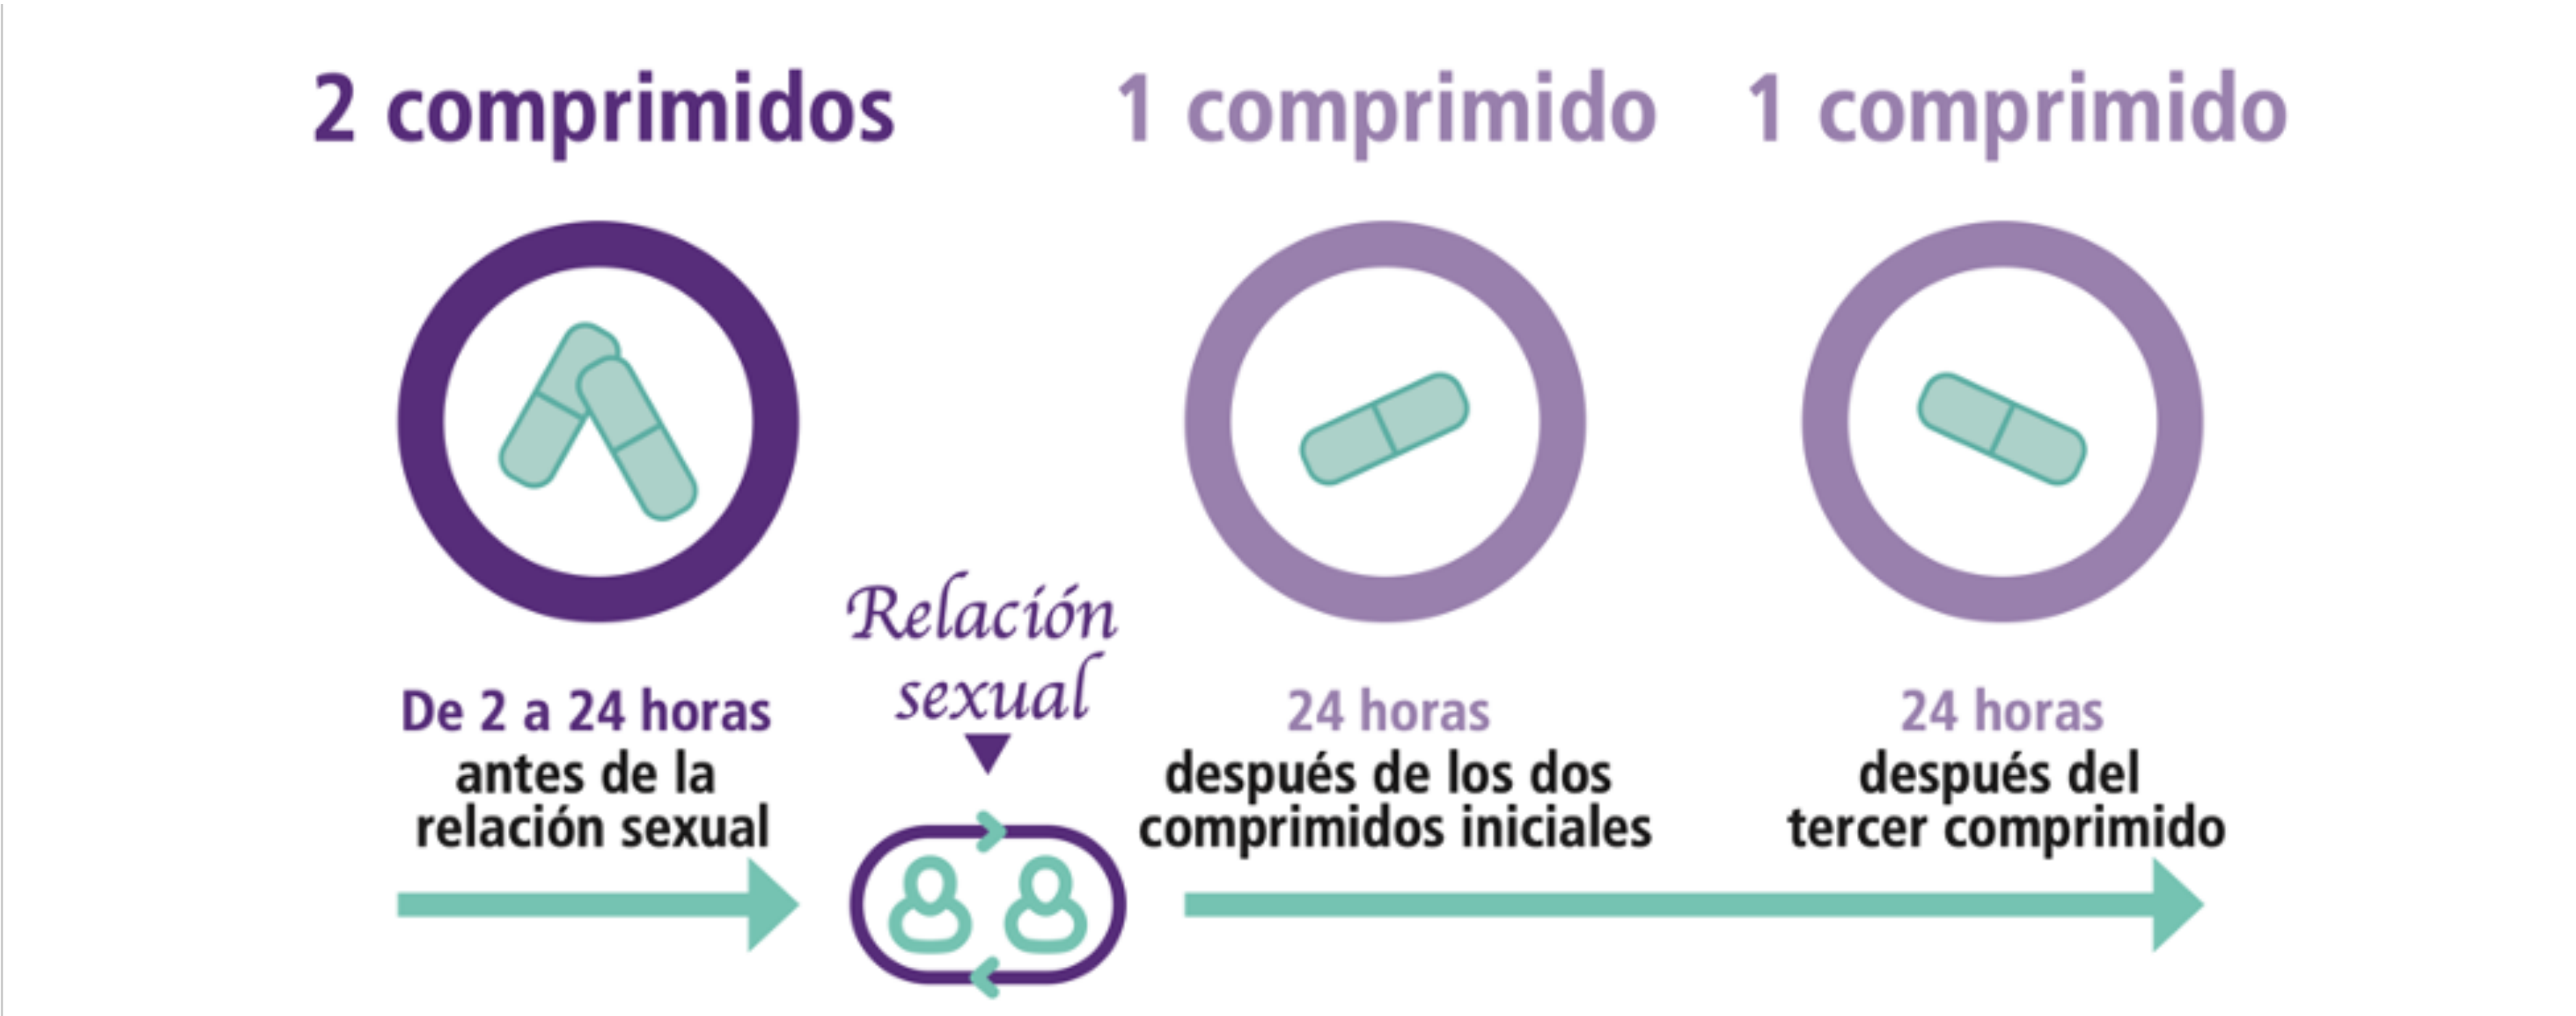 2 comprimidos
De 2 a 24 horas
antes de la
relación sexual
Relación
sexual
1 comprimido
24 horas
después de los dos
comprimidos iniciales
1 comprimido
24 horas
después del
tercer comprimido